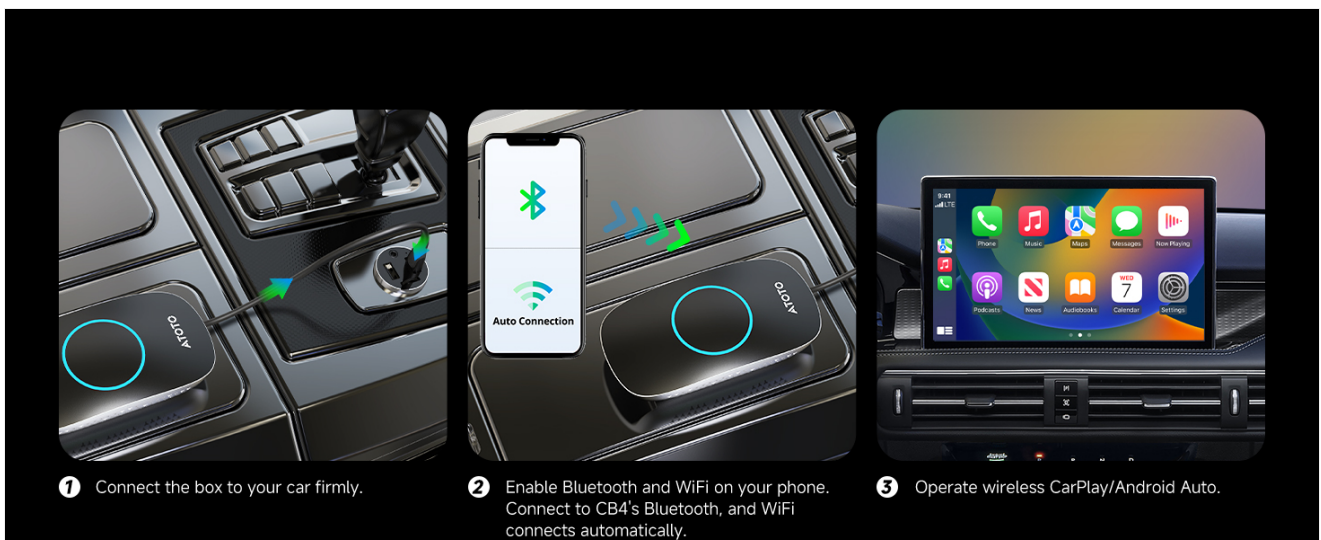 ATOTO
Auto Connection
ATOTO
9:41
LTE
Phone
Music
Maps
Messages
Now Playing
Podcasts
News
Audiobooks
WED
7
Calendar
Settings
1 Connect the box to your car firmly.
2 Enable Bluetooth and WiFi on your phone.
Connect to CB4's Bluetooth, and WiFi
connects automatically.
3 Operate wireless CarPlay/Android Auto.